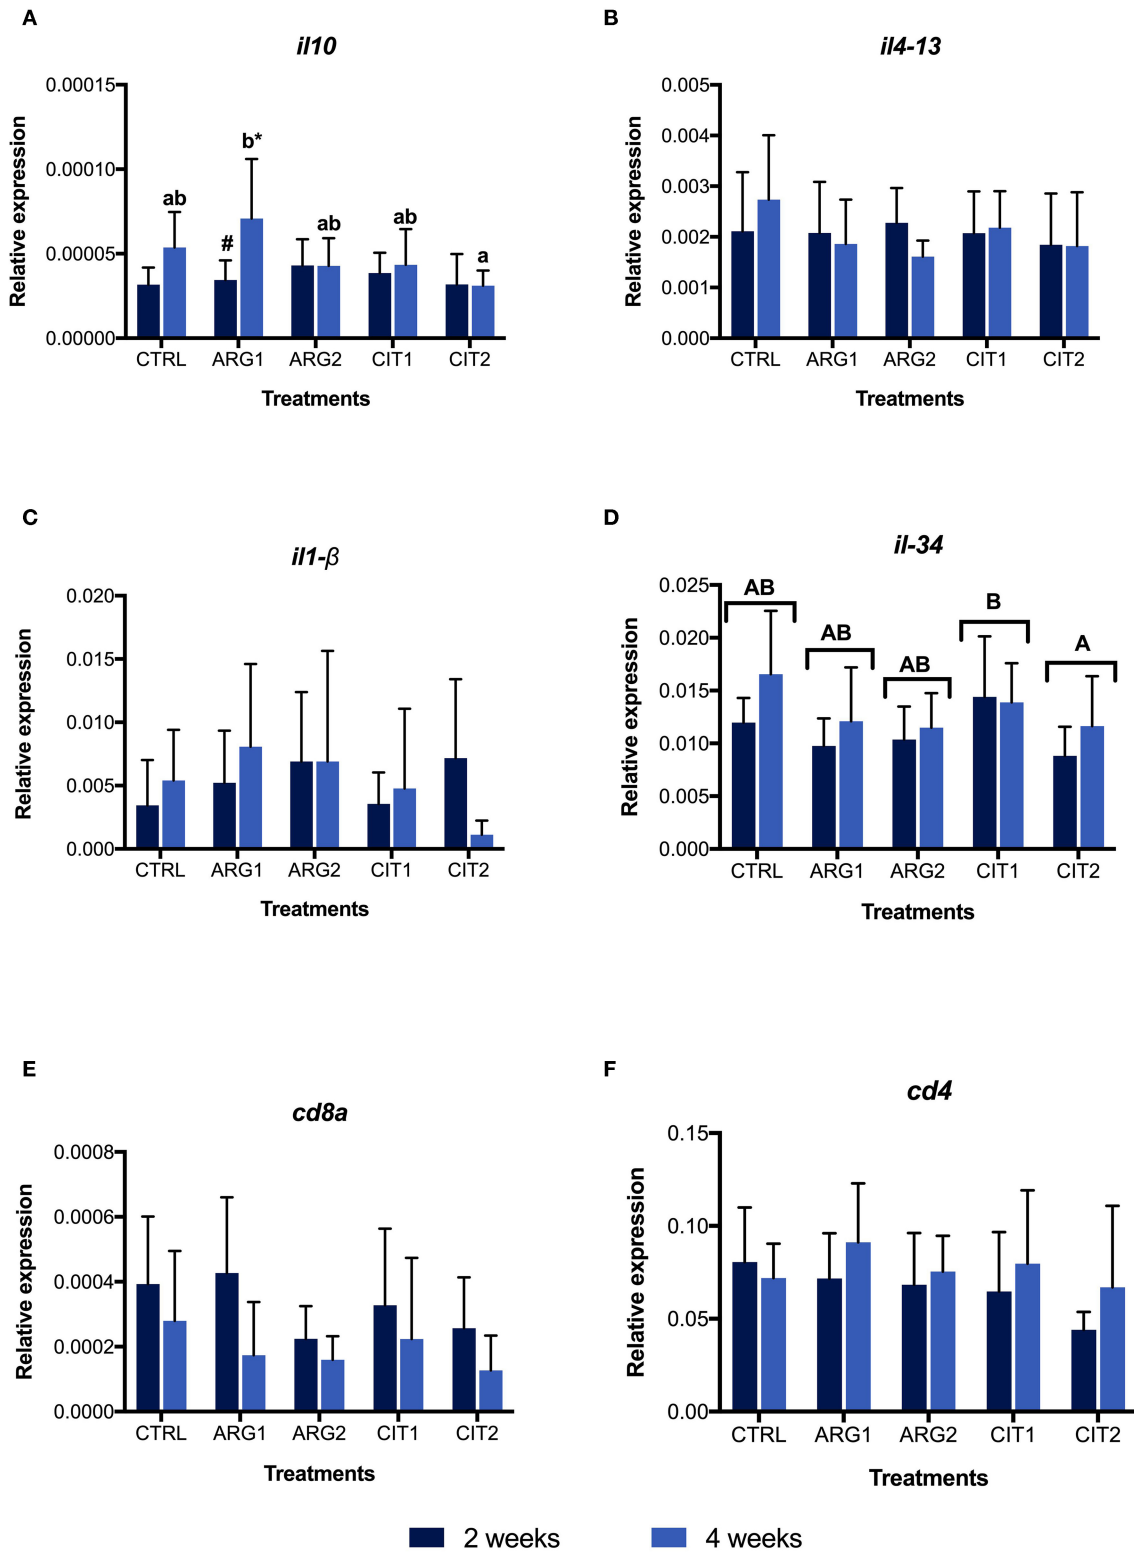 A
il10
Relative expression
0.00015
0.00010
0.00005
0.00000
ab
#
b*
ab
ab
a
CTRL ARG1 ARG2 CIT1 CIT2
Treatments
B
il4-13
Relative expression
0.005
0.004
0.003
0.002
0.001
0.000
CTRL ARG1 ARG2 CIT1 CIT2
Treatments
C
il1-β
Relative expression
0.020
0.015
0.010
0.005
0.000
CTRL ARG1 ARG2 CIT1 CIT2
Treatments
D
il-34
Relative expression
0.025
0.020
0.015
0.010
0.005
0.000
AB
AB
AB
B
A
CTRL ARG1 ARG2 CIT1 CIT2
Treatments
E
cd8a
Relative expression
0.0008
0.0006
0.0004
0.0002
0.0000
CTRL ARG1 ARG2 CIT1 CIT2
Treatments
F
cd4
Relative expression
0.15
0.10
0.05
0.00
CTRL ARG1 ARG2 CIT1 CIT2
Treatments
2 weeks 4 weeks